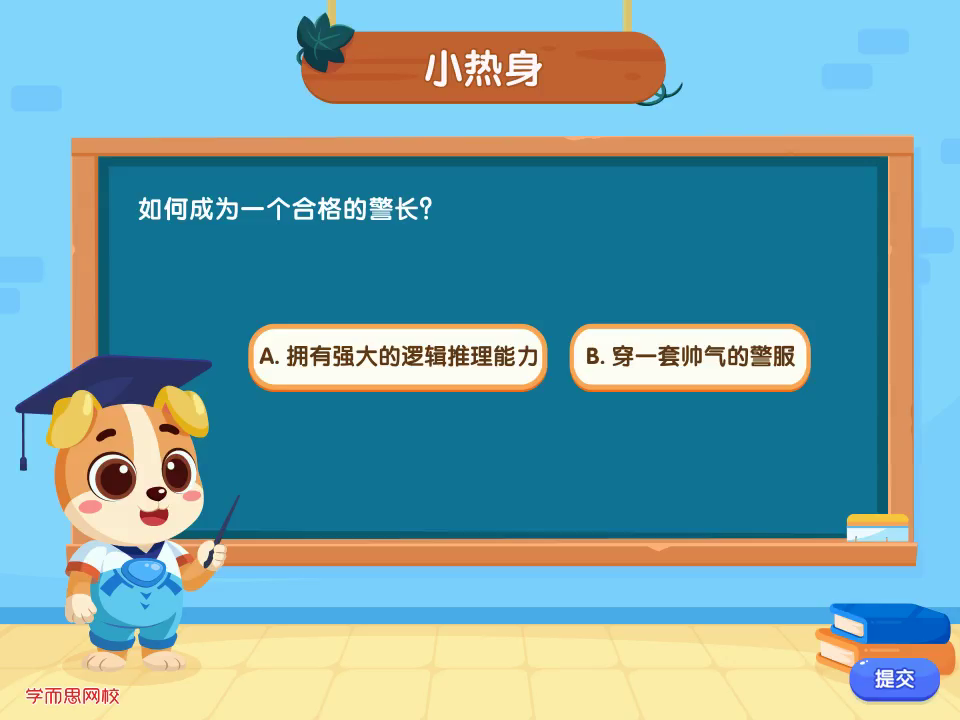 小热身
如何成为一个合格的警长?
A. 拥有强大的逻辑推理能力
B. 穿一套帅气的警服
学而思网校
提交